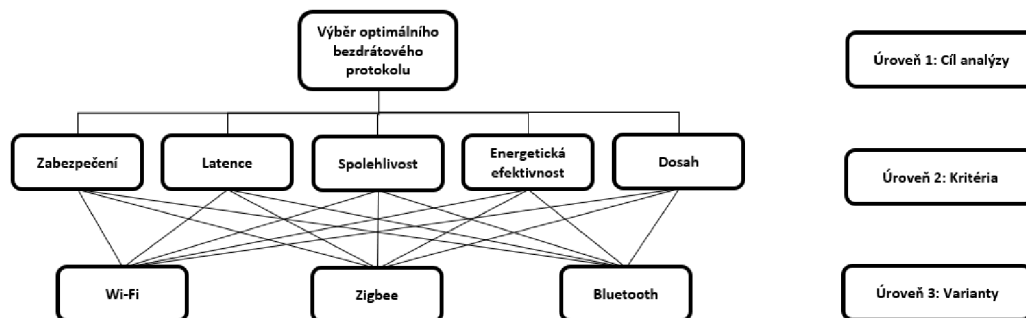 Výběr optimálního
bezdrátového
protokolu
Úroveň 1: Cíl analýzy
Zabezpečení
Latence
Spolehlivost
Energetická
efektivnost
Dosah
Úroveň 2: Kritéria
Wi-Fi
Zigbee
Bluetooth
Úroveň 3: Varianty